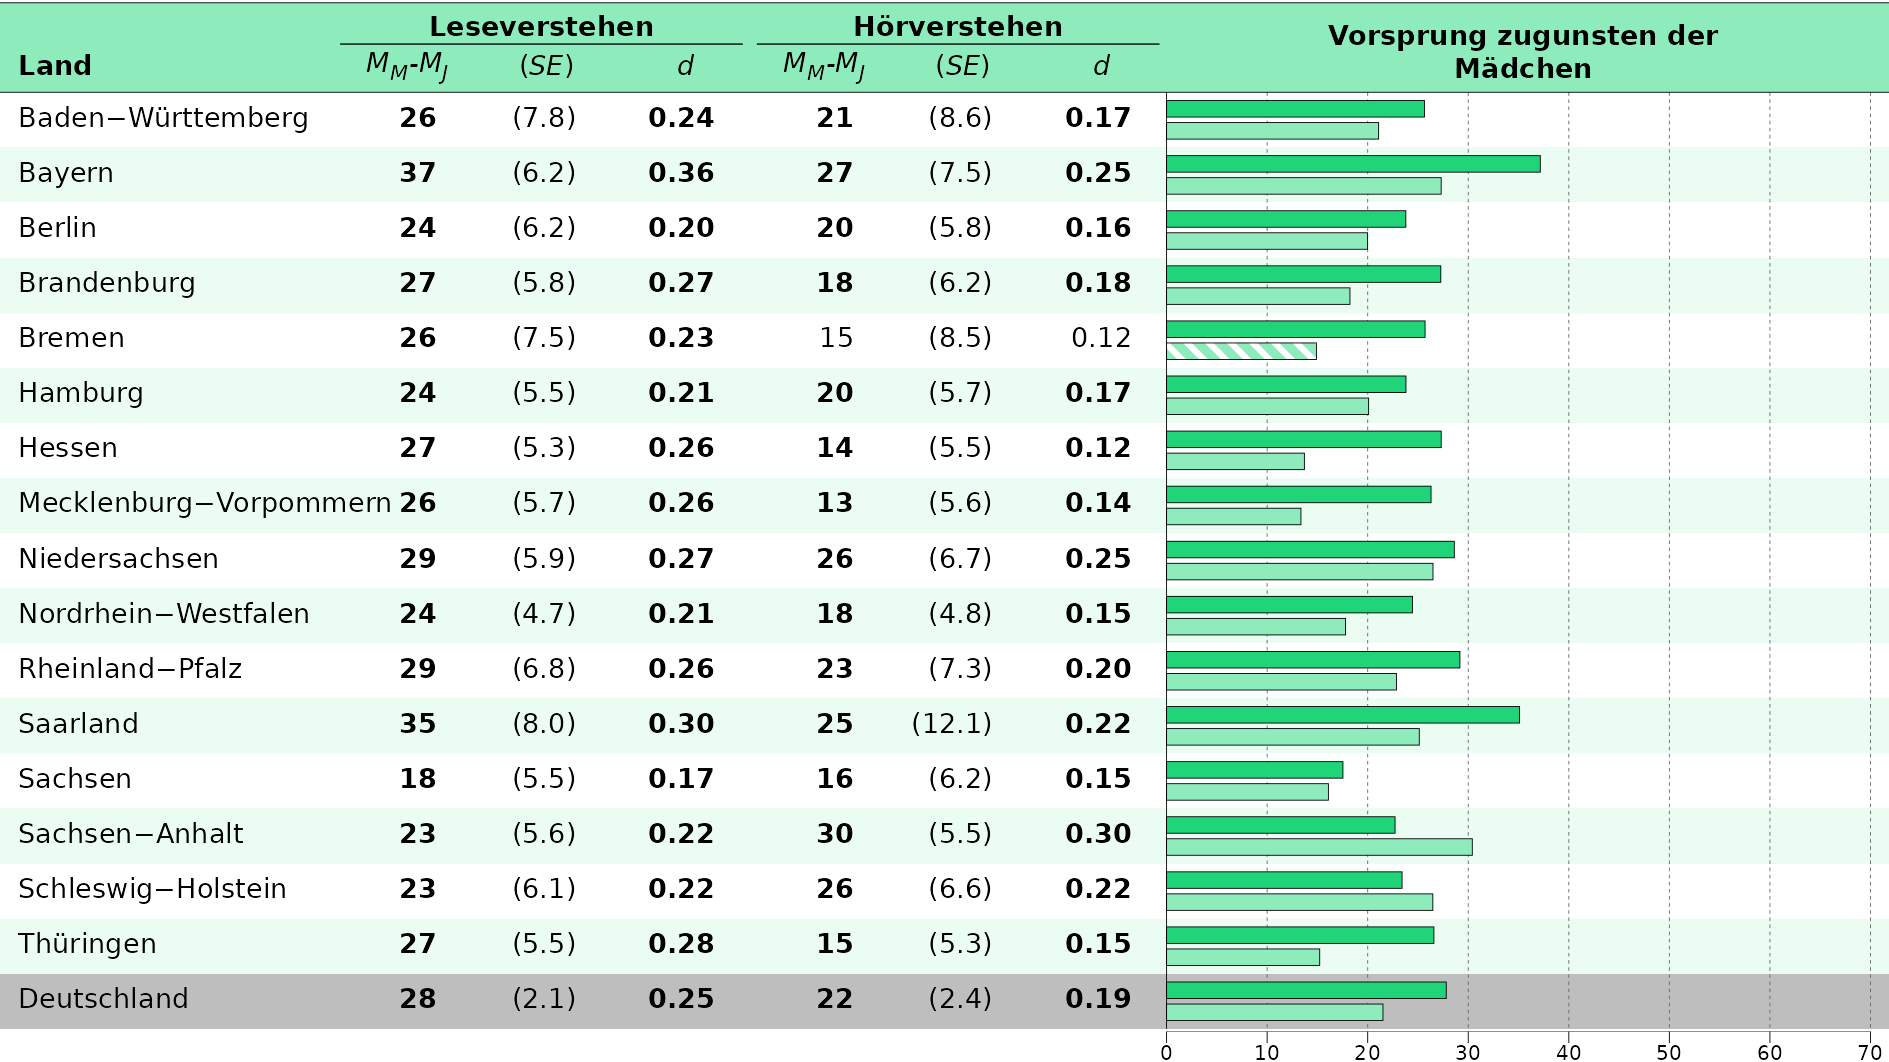 Leseverstehen Hörverstehen Vorsprung zugunsten der Mädchen
Land M_M-M_J (SE) d M_M-M_J (SE) d
Baden−Württemberg 26 (7.8) 0.24 21 (8.6) 0.17
Bayern 37 (6.2) 0.36 27 (7.5) 0.25
Berlin 24 (6.2) 0.20 20 (5.8) 0.16
Brandenburg 27 (5.8) 0.27 18 (6.2) 0.18
Bremen 26 (7.5) 0.23 15 (8.5) 0.12
Hamburg 24 (5.5) 0.21 20 (5.7) 0.17
Hessen 27 (5.3) 0.26 14 (5.5) 0.12
Mecklenburg−Vorpommern 26 (5.7) 0.26 13 (5.6) 0.14
Niedersachsen 29 (5.9) 0.27 26 (6.7) 0.25
Nordrhein−Westfalen 24 (4.7) 0.21 18 (4.8) 0.15
Rheinland−Pfalz 29 (6.8) 0.26 23 (7.3) 0.20
Saarland 35 (8.0) 0.30 25 (12.1) 0.22
Sachsen 18 (5.5) 0.17 16 (6.2) 0.15
Sachsen−Anhalt 23 (5.6) 0.22 30 (5.5) 0.30
Schleswig−Holstein 23 (6.1) 0.22 26 (6.6) 0.22
Thüringen 27 (5.5) 0.28 15 (5.3) 0.15
Deutschland 28 (2.1) 0.25 22 (2.4) 0.19
0 10 20 30 40 50 60 70